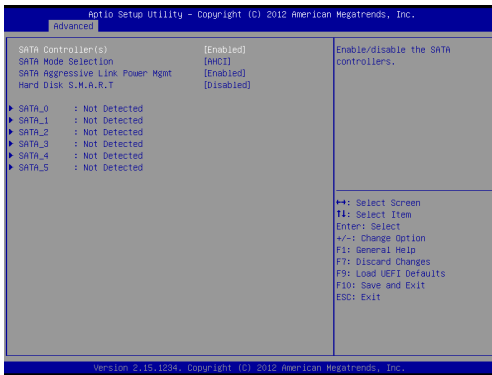 Aptio Setup Utility – Copyright (C) 2012 American Megatrends, Inc.
Advanced
SATA Controller(s) [Enabled]
SATA Mode Selection [AHCI]
SATA Aggressive Link Power Mgmt [Enabled]
Hard Disk S.M.A.R.T [Disabled]
SATA_0 : Not Detected
SATA_1 : Not Detected
SATA_2 : Not Detected
SATA_3 : Not Detected
SATA_4 : Not Detected
SATA_5 : Not Detected
Enable/disable the SATA
controllers.
↔: Select Screen
↑↓: Select Item
Enter: Select
+/-: Change Option
F1: General Help
F7: Discard Changes
F9: Load UEFI Defaults
F10: Save and Exit
ESC: Exit
Version 2.15.1234. Copyright (C) 2012 American Megatrends, Inc.